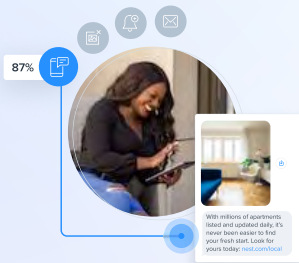 87%
With millions of apartments
listed and updated daily, it's
never been easier to find
your fresh start. Look for
yours today: nest.com/local